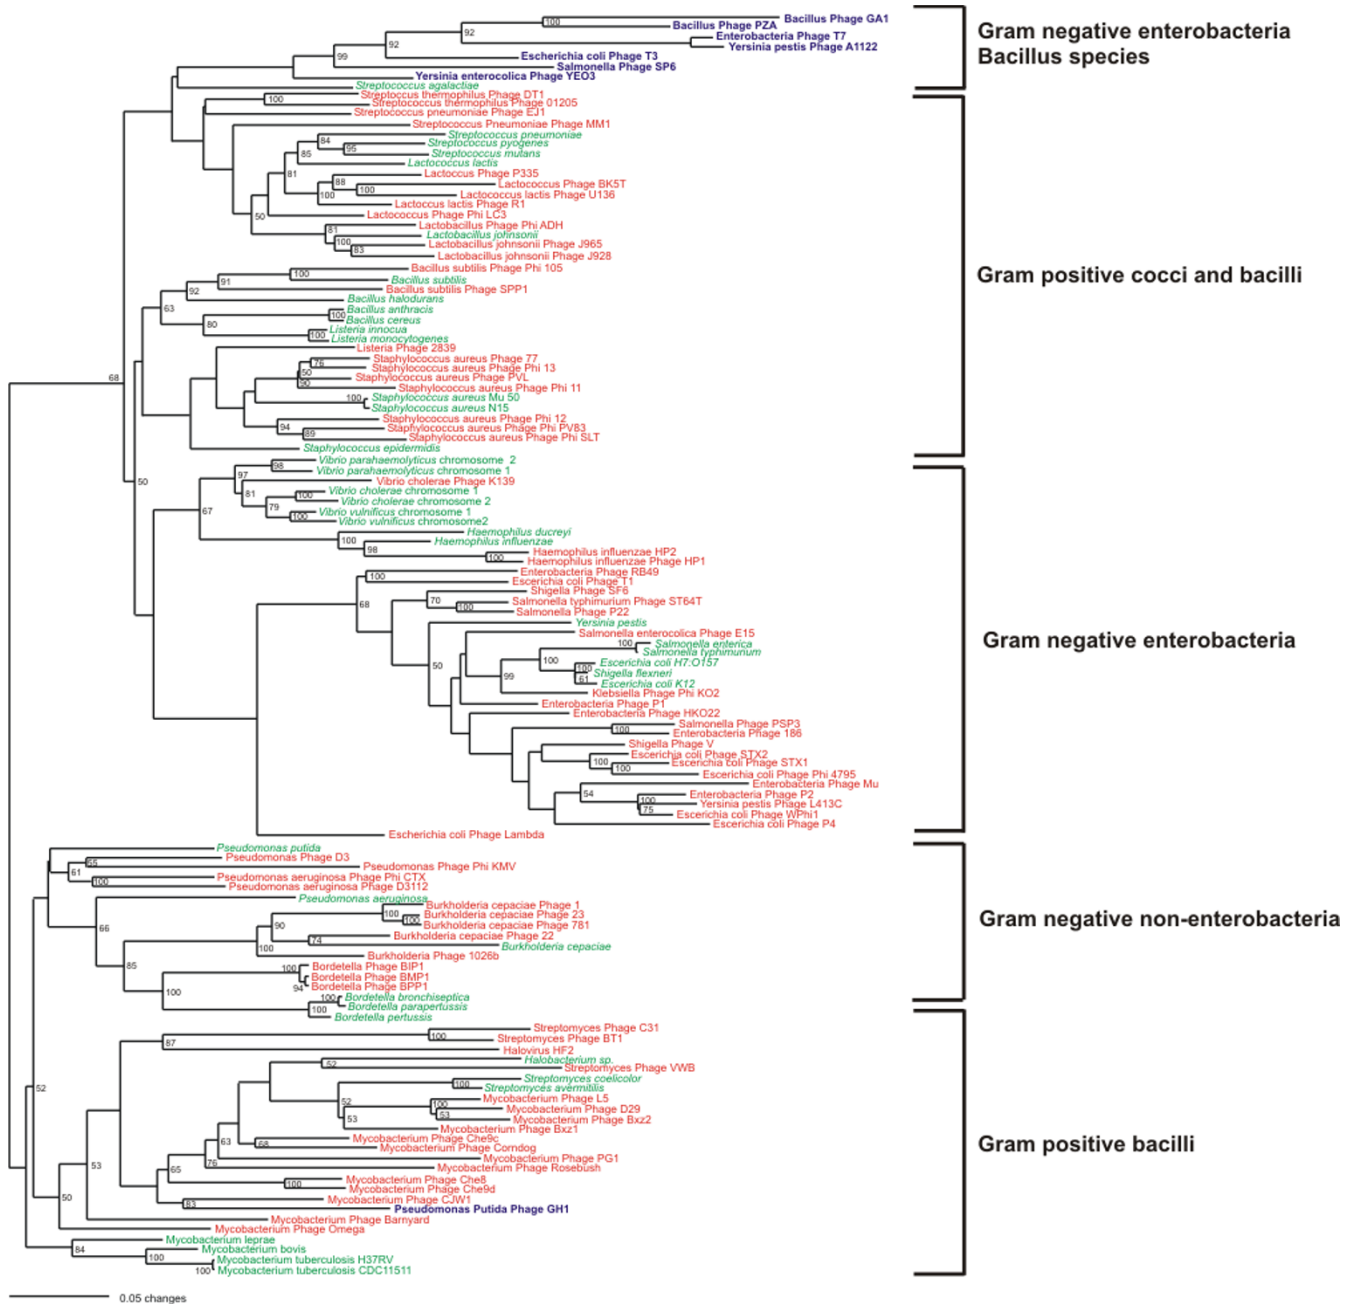 Bacillus Phage GA1
100
Bacillus Phage PZA
92
Enterobacteria Phage T7
92
Yersinia pestis Phage A1122
99
Escherichia coli Phage T3
Salmonella Phage SP6
Yersinia enterocolica Phage YEO3
Gram negative enterobacteria
Bacillus species
Streptococcus agalactiae
Streptoccus thermophilus Phage DT1
100
Streptococcus thermophilus Phage 01205
Streptococcus pneumoniae Phage EJ1
Streptococcus Pneumoniae Phage MM1
Streptococcus pneumoniae
84
Streptococcus pyogenes
95
85
Streptococcus mutans
Lactococcus lactis
81
Lactoccus Phage P335
88
Lactococcus Phage BK5T
100
100
Lactococcus lactis Phage U136
Lactoccus lactis Phage R1
50
Lactococcus Phage Phi LC3
Lactobacillus Phage Phi ADH
81
Lactobacillus johnsonii
100
Lactobacillus johnsonii Phage J965
83
Lactobacillus johnsonii Phage J928
Gram positive cocci and bacilli
Bacillus subtilis Phage Phi 105
100
91
Bacillus subtilis
92
Bacillus subtilis Phage SPP1
Bacillus halodurans
63
Bacillus anthracis
100
Bacillus cereus
80
Listeria innocua
100
Listeria monocytogenes
Listeria Phage 2839
Staphylococcus aureus Phage 77
76
Staphylococcus aureus Phage Phi 13
50
Staphylococcus aureus Phage PVL
90
Staphylococcus aureus Phage Phi 11
68
100
Staphylococcus aureus Mu 50
Staphylococcus aureus N15
Staphylococcus aureus Phage Phi 12
94
Staphylococcus aureus Phage Phi PV83
89
Staphylococcus aureus Phage Phi SLT
Staphylococcus epidermidis
50
Vibrio parahaemolyticus chromosome 2
98
Vibrio parahaemolyticus chromosome 1
97
Vibrio cholerae Phage K139
81
Vibrio cholerae chromosome 1
100
Vibrio cholerae chromosome 2
79
Vibrio vulnificus chromosome 1
100
Vibrio vulnificus chromosome2
67
Haemophilus ducreyi
100
Haemophilus influenzae
98
Haemophilus influenzae HP2
100
Haemophilus influenzae Phage HP1
Enterobacteria Phage RB49
100
Escerichia coli Phage T1
Shigella Phage SF6
68
70
Salmonella typhimurium Phage ST64T
100
Salmonella Phage P22
Yersinia pestis
Salmonella enterocolica Phage E15
100
Salmonella enterica
Salmonella typhimurium
100
Escherichia coli H7:O157
50
100
Shigella flexneri
99
61
Escherichia coli K12
Klebsiella Phage Phi KO2
Enterobacteria Phage P1
Enterobacteria Phage HKO22
Salmonella Phage PSP3
100
Enterobacteria Phage 186
Shigella Phage V
Escerichia coli Phage STX2
100
Escerichia coli Phage STX1
100
Escerichia coli Phage Phi 4795
Enterobacteria Phage Mu
54
Enterobacteria Phage P2
100
Yersinia pestis Phage L413C
75
Escerichia coli Phage WPhi1
Escerichia coli Phage P4
Escherichia coli Phage Lambda
Gram negative enterobacteria
Pseudomonas putida
Pseudomonas Phage D3
55
Pseudomonas Phage Phi KMV
61
Pseudomonas aeruginosa Phage Phi CTX
100
Pseudomonas aeruginosa Phage D3112
Pseudomonas aeruginosa
Burkholderia cepaciae Phage 1
100
Burkholderia cepaciae Phage 23
100
Burkholderia cepaciae Phage 781
90
66
Burkholderia cepaciae Phage 22
74
Burkholderia cepaciae
100
Burkholderia Phage 1026b
85
Bordetella Phage BIP1
100
Bordetella Phage BMP1
94
Bordetella Phage BPP1
100
Bordetella bronchiseptica
100
Bordetella parapertussis
100
Bordetella pertussis
Gram negative non-enterobacteria
Streptomyces Phage C31
100
Streptomyces Phage BT1
87
Halovirus HF2
Halobacterium sp.
52
Streptomyces Phage VWB
Streptomyces coelicolor
100
Streptomyces avermitilis
52
52
Mycobacterium Phage L5
100
Mycobacterium Phage D29
53
Mycobacterium Phage Bxz2
53
Mycobacterium Phage Bxz1
Mycobacterium Phage Che9c
63
68
Mycobacterium Phage Corndog
Mycobacterium Phage PG1
76
Mycobacterium Phage Rosebush
53
65
Mycobacterium Phage Che8
100
Mycobacterium Phage Che9d
50
Mycobacterium Phage CJW1
83
Pseudomonas Putida Phage GH1
Mycobacterium Phage Barnyard
Mycobacterium Phage Omega
Mycobacterium leprae
84
Mycobacterium bovis
100
Mycobacterium tuberculosis H37RV
100
Mycobacterium tuberculosis CDC11511
Gram positive bacilli
0.05 changes